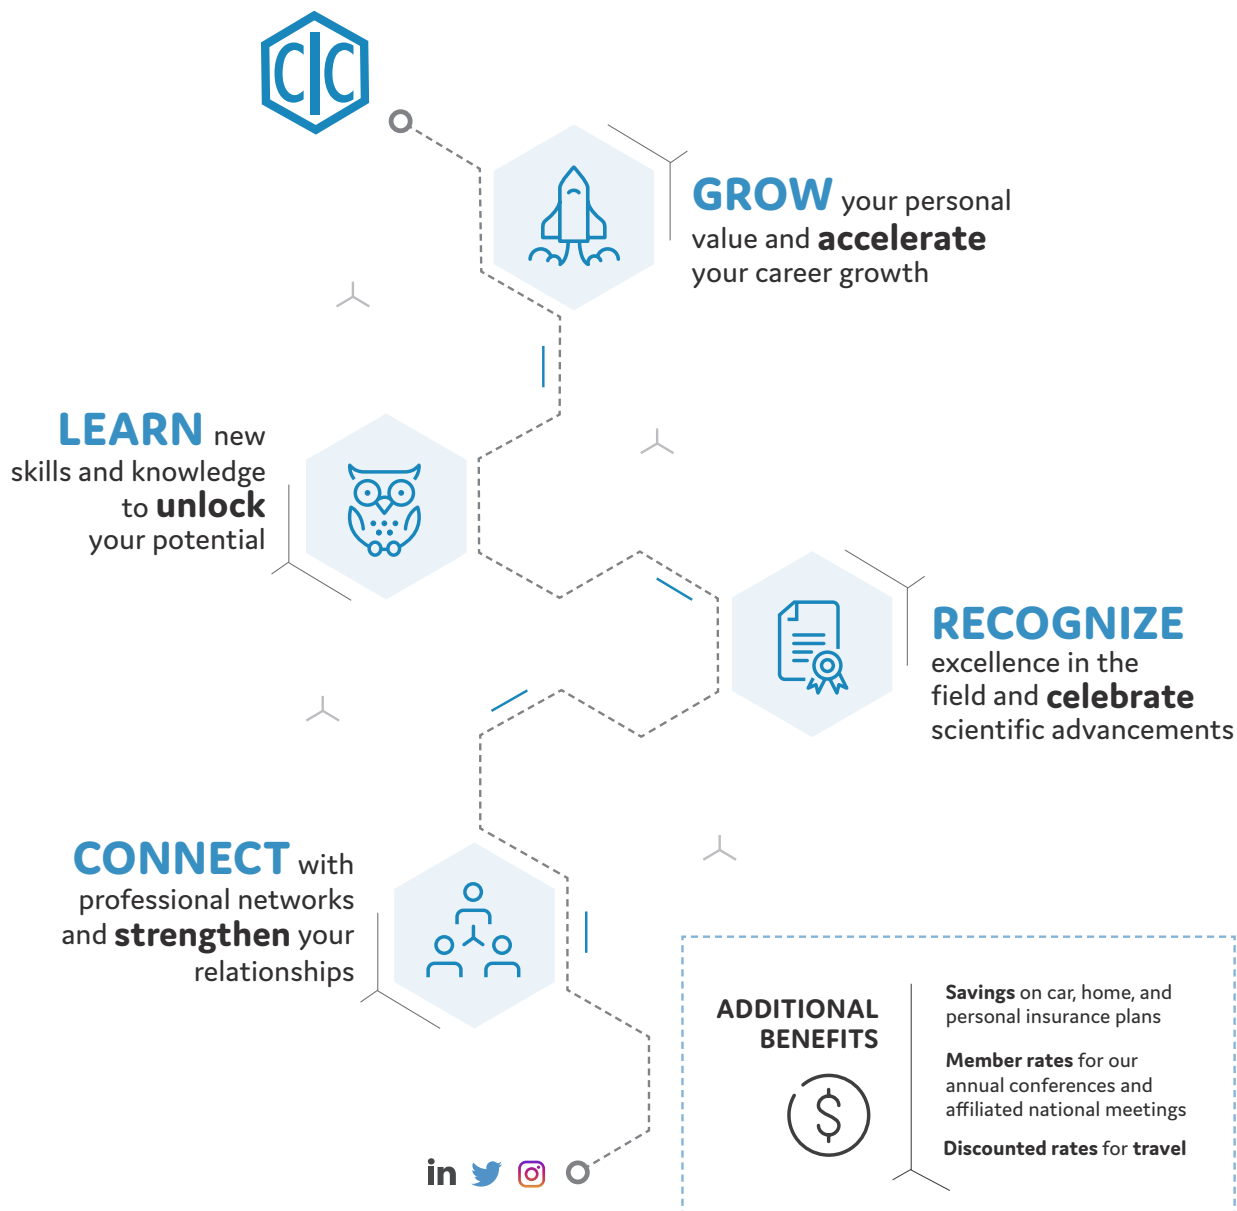 CIC
GROW your personal
value and accelerate
your career growth
LEARN new
skills and knowledge
to unlock
your potential
RECOGNIZE
excellence in the
field and celebrate
scientific advancements
CONNECT with
professional networks
and strengthen your
relationships
ADDITIONAL
BENEFITS
$
Savings on car, home, and
personal insurance plans
Member rates for our
annual conferences and
affiliated national meetings
Discounted rates for travel
in